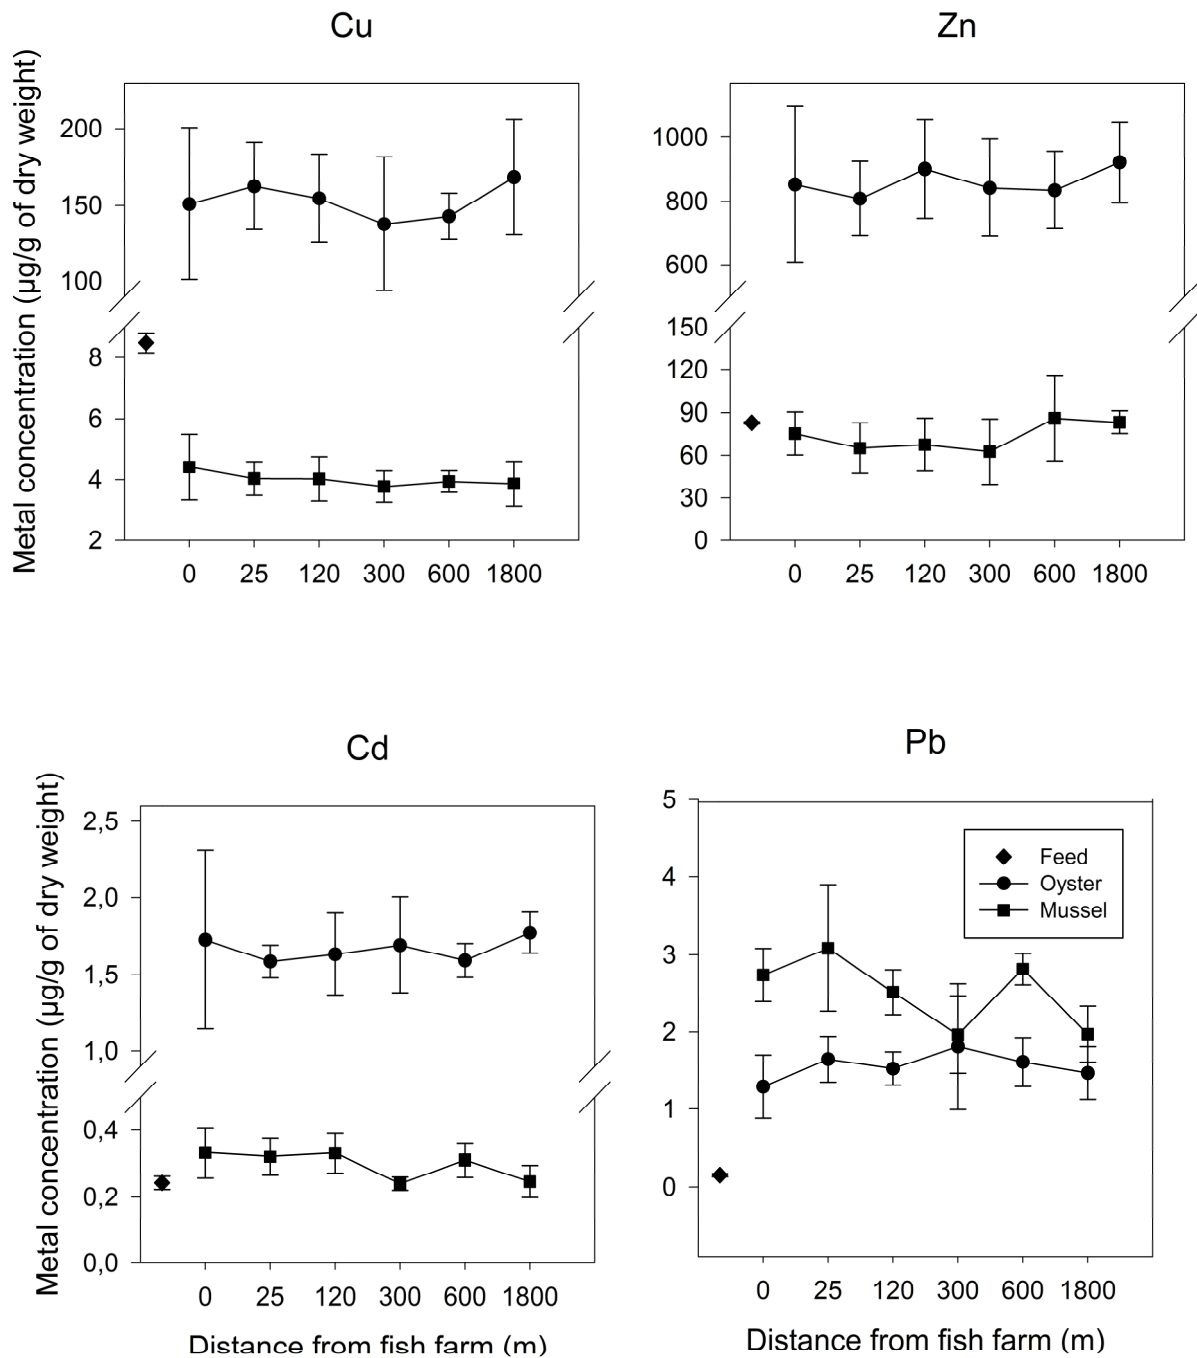 Cu
Metal concentration (µg/g of dry weight)
200
150
100
8
6
4
2
0 25 120 300 600 1800
Zn
1000
800
600
150
120
90
60
30
0
0 25 120 300 600 1800
Cd
Metal concentration (µg/g of dry weight)
2,5
2,0
1,5
1,0
0,4
0,2
0,0
0 25 120 300 600 1800
Distance from fish farm (m)
Pb
5
4
3
2
1
0
Feed
Oyster
Mussel
0 25 120 300 600 1800
Distance from fish farm (m)